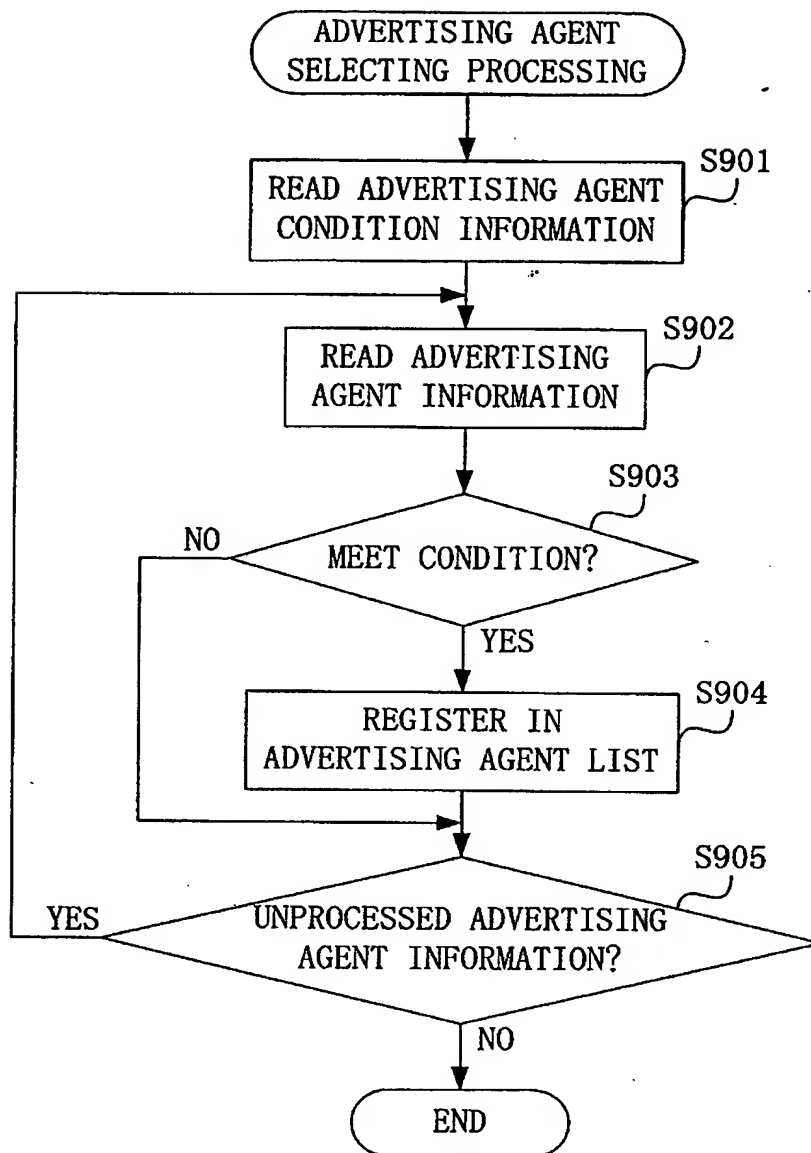 ADVERTISING AGENT
SELECTING PROCESSING
S901
READ ADVERTISING AGENT
CONDITION INFORMATION
S902
READ ADVERTISING
AGENT INFORMATION
S903
NO
MEET CONDITION?
YES
S904
REGISTER IN
ADVERTISING AGENT LIST
S905
YES
UNPROCESSED ADVERTISING
AGENT INFORMATION?
NO
END